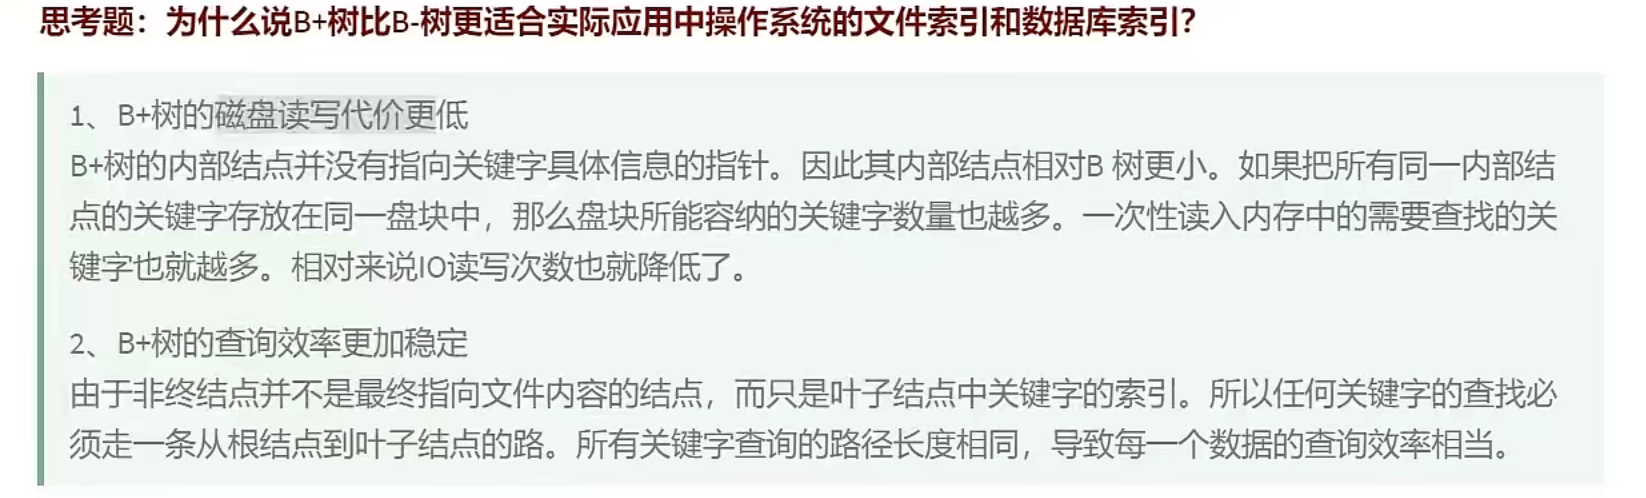 思考题：为什么说B+树比B-树更适合实际应用中操作系统的文件索引和数据库索引？
1、B+树的磁盘读写代价更低
B+树的内部结点并没有指向关键字具体信息的指针。因此其内部结点相对B 树更小。如果把所有同一内部结
点的关键字存放在同一盘块中，那么盘块所能容纳的关键字数量也越多。一次性读入内存中的需要查找的关
键字也就越多。相对来说IO读写次数也就降低了。
2、B+树的查询效率更加稳定
由于非终结点并不是最终指向文件内容的结点，而只是叶子结点中关键字的索引。所以任何关键字的查找必
须走一条从根结点到叶子结点的路。所有关键字查询的路径长度相同，导致每一个数据的查询效率相当。